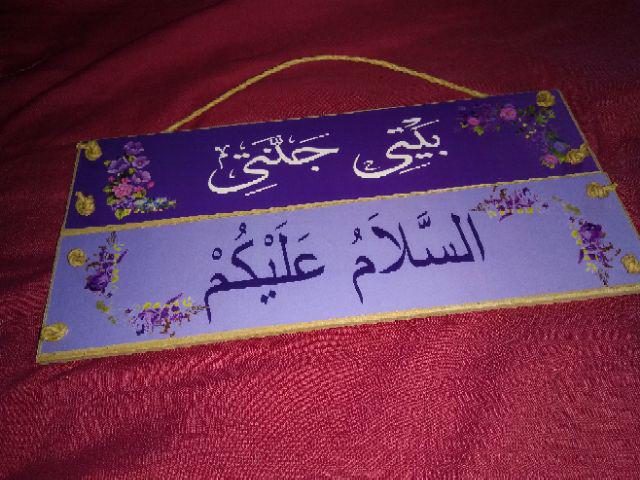 بَيْتِي جَنَّتِي
السَّلَامُ عَلَيْكُمْ